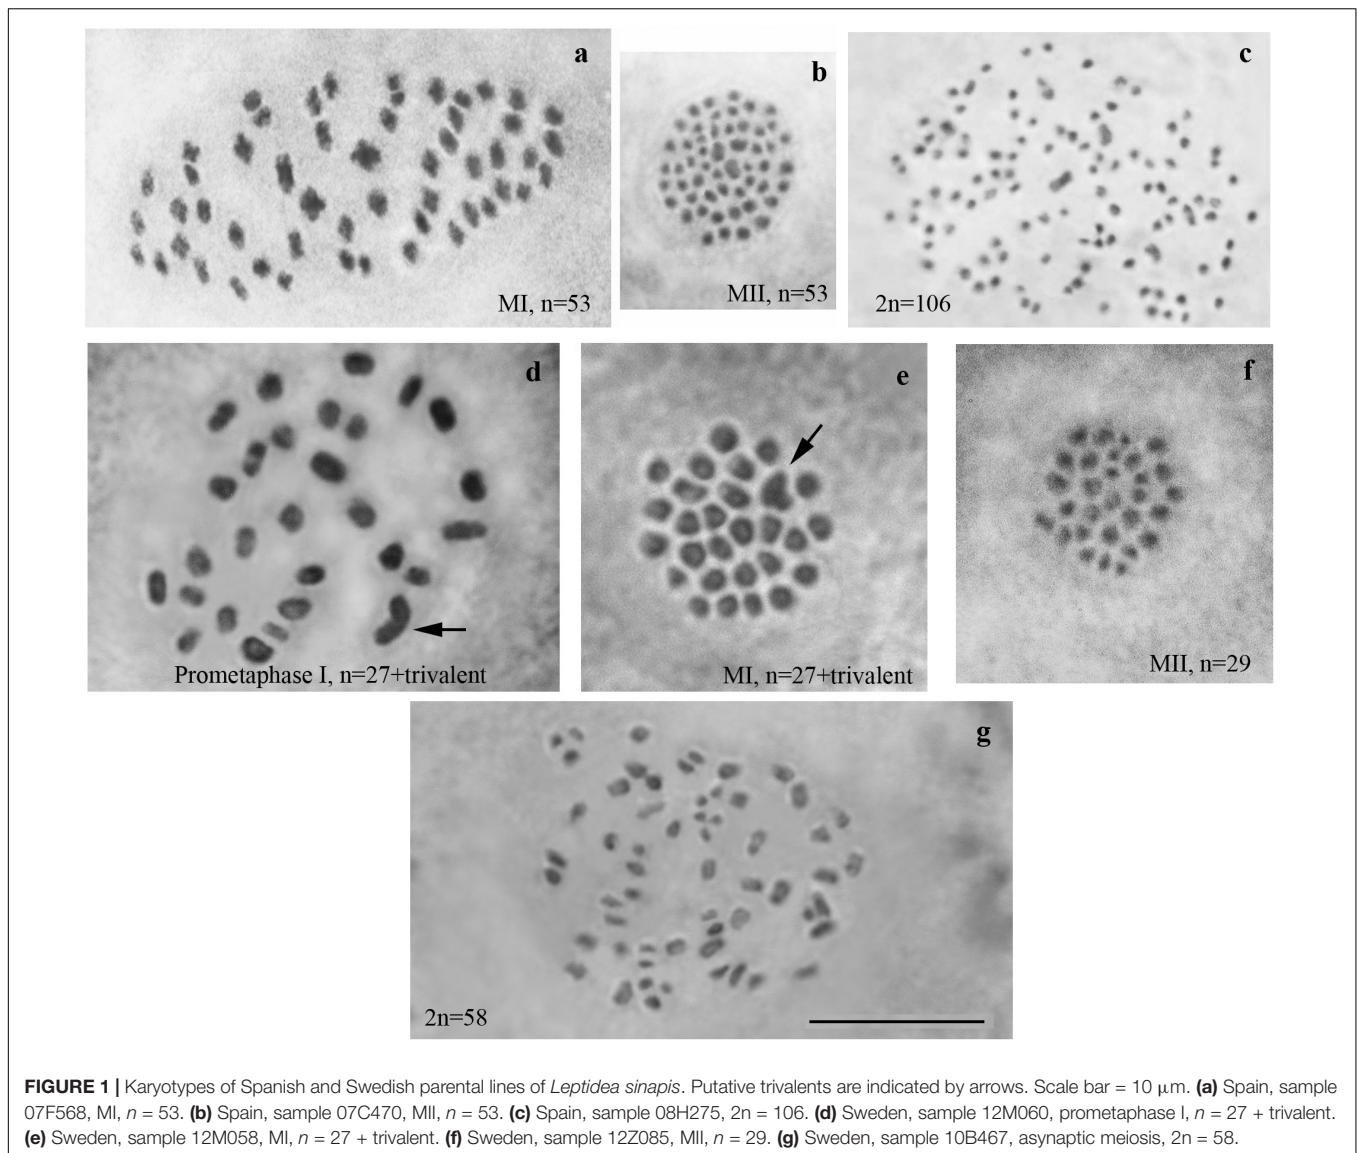 a
b
c
MI, n=53
MII, n=53
2n=106
d
e
f
Prometaphase I, n=27+trivalent
MI, n=27+trivalent
MII, n=29
g
2n=58
FIGURE 1 | Karyotypes of Spanish and Swedish parental lines of Leptidea sinapis. Putative trivalents are indicated by arrows. Scale bar = 10 μm. (a) Spain, sample
07F568, MI, n = 53. (b) Spain, sample 07C470, MII, n = 53. (c) Spain, sample 08H275, 2n = 106. (d) Sweden, sample 12M060, prometaphase I, n = 27 + trivalent.
(e) Sweden, sample 12M058, MI, n = 27 + trivalent. (f) Sweden, sample 12Z085, MII, n = 29. (g) Sweden, sample 10B467, asynaptic meiosis, 2n = 58.